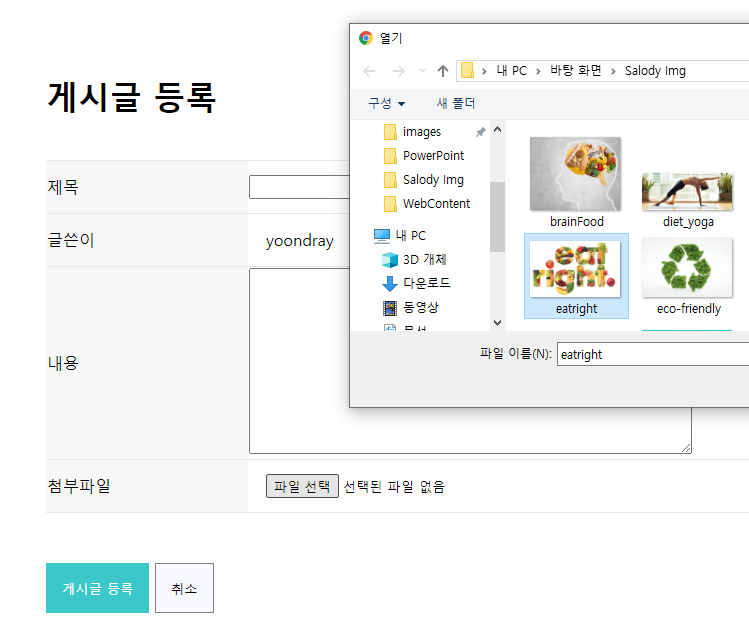 게시글 등록
제목
글쓴이
yoondray
내용
첨부파일
파일 선택 선택된 파일 없음
게시글 등록
취소
열기
내 PC
바탕 화면
Salody Img
구성
새 폴더
images
PowerPoint
Salody Img
WebContent
내 PC
3D 개체
다운로드
동영상
brainFood
diet_yoga
eat
right.
eatright
eco-friendly
파일 이름(N):
eatright